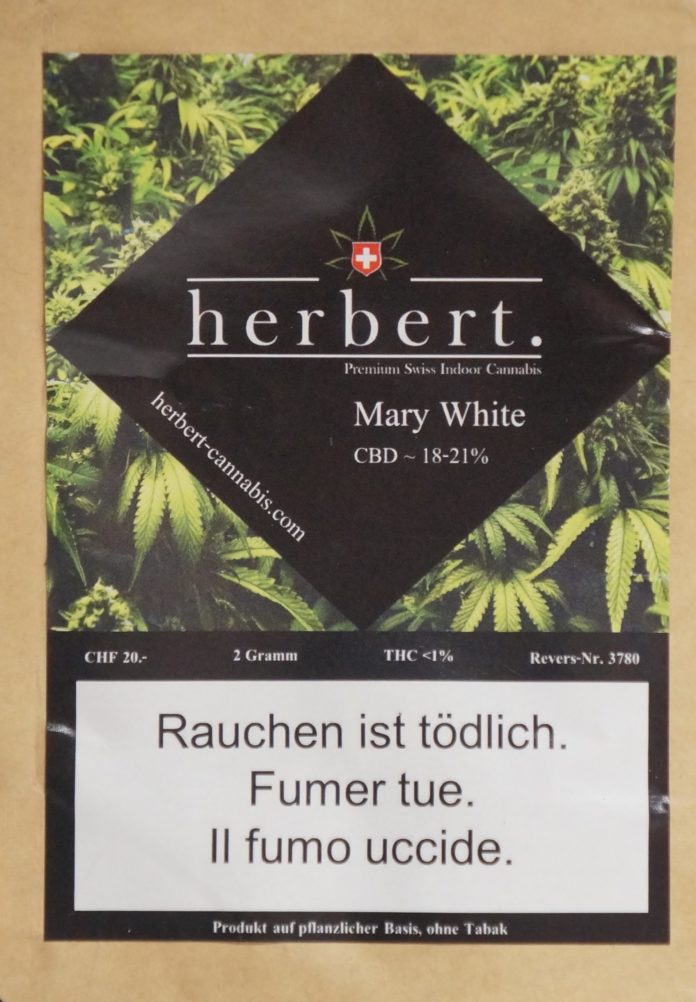 herbert.
Premium Swiss Indoor Cannabis
Mary White
CBD ~ 18-21%
herbert-cannabis.com
CHF 20.- 2 Gramm THC <1% Revers-Nr. 3780
Rauchen ist tödlich.
Fumer tue.
Il fumo uccide.
Produkt auf pflanzlicher Basis, ohne Tabak